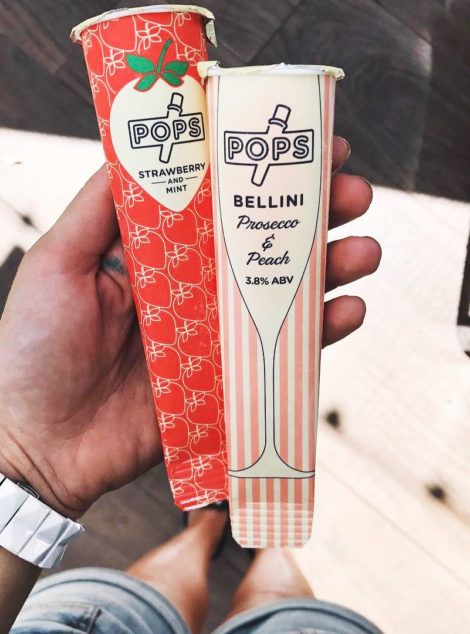 POPS
STRAWBERRY
AND
MINT
POPS
BELLINI
Prosecco
&
Peach
3.8% ABV